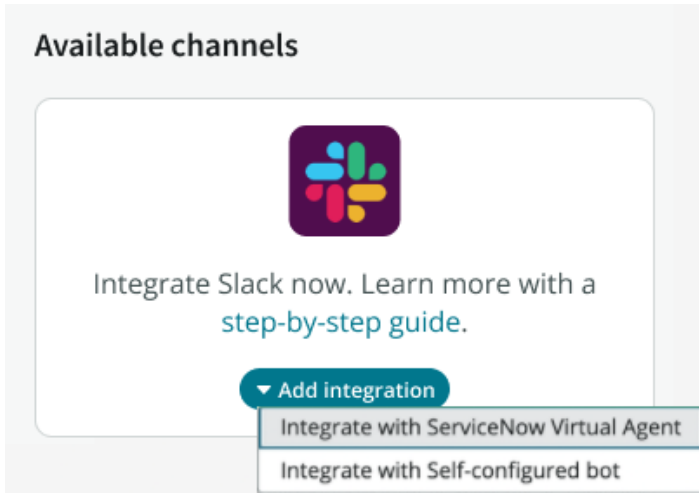 Available channels
Integrate Slack now. Learn more with a
step-by-step guide.
Add integration
Integrate with ServiceNow Virtual Agent
Integrate with Self-configured bot